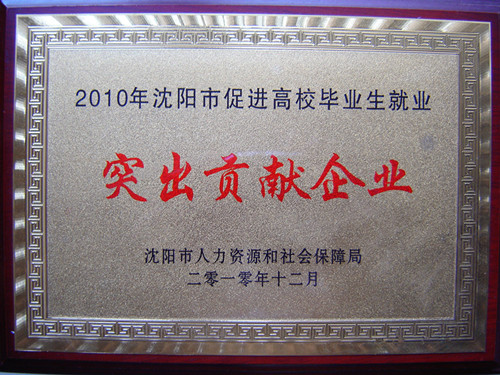 2010年沈阳市促进高校毕业生就业
突出贡献企业
沈阳市人力资源和社会保障局
二零一零年十二月